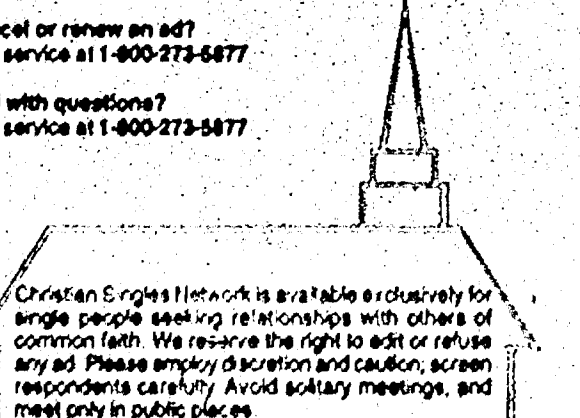 cel or renew an ad?
service at 1-800-273-5877
with questions?
service at 1-800-273-5877
Christian Singles Network is available exclusively for
single people seeking relationships with others of
common faith. We reserve the right to edit or refuse
any ad. Please employ discretion and caution; screen
respondents carefully. Avoid solitary meetings, and
meet only in public places.